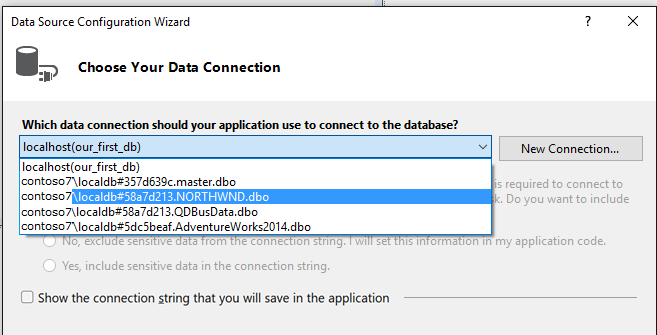 Data Source Configuration Wizard
?
Choose Your Data Connection
Which data connection should your application use to connect to the database?
localhost(our_first_db)
New Connection...
localhost(our_first_db)
contoso7\localdb#357d639c.master.dbo
is required to connect to
contoso7\localdb#58a7d213.NORTHWND.dbo
sk. Do you want to include
contoso7\localdb#58a7d213.QDBusData.dbo
contoso7\localdb#5dc5beaf.AdventureWorks2014.dbo
No, exclude sensitive data from the connection string. I will set this information in my application code.
Yes, include sensitive data in the connection string.
Show the connection string that you will save in the application